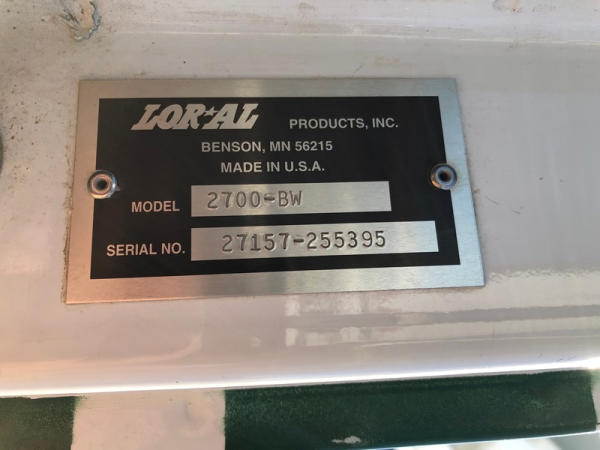 LOR★AL PRODUCTS, INC.
BENSON, MN 56215
MADE IN U.S.A.
MODEL 2700-BW
SERIAL NO. 27157-255395